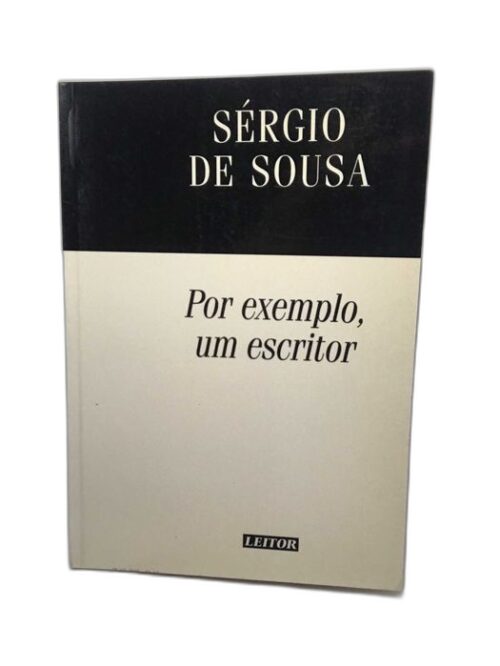 SÉRGIO
DE SOUSA
Por exemplo,
um escritor
LEITOR